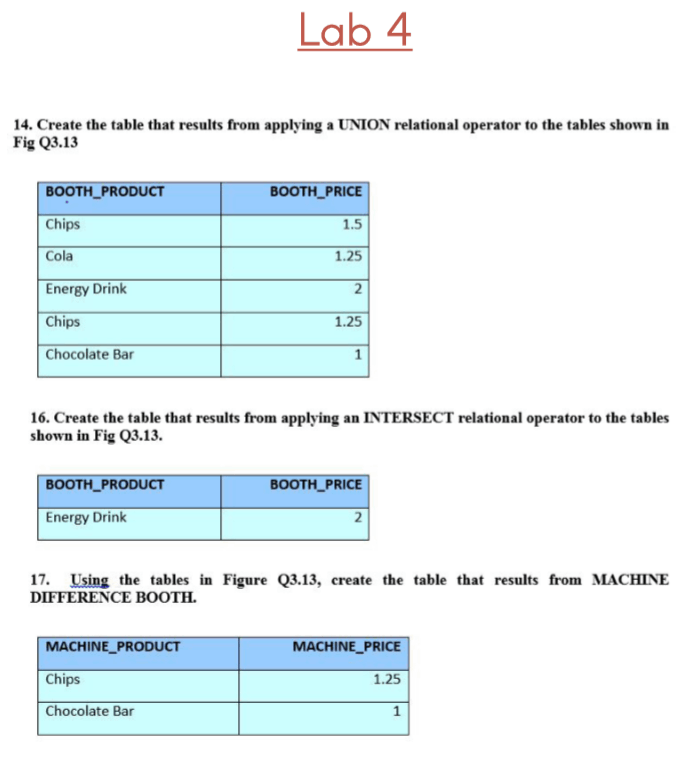 Lab 4
14. Create the table that results from applying a UNION relational operator to the tables shown in
Fig Q3.13
BOOTH_PRODUCT BOOTH_PRICE
Chips 1.5
Cola 1.25
Energy Drink 2
Chips 1.25
Chocolate Bar 1
16. Create the table that results from applying an INTERSECT relational operator to the tables
shown in Fig Q3.13.
BOOTH_PRODUCT BOOTH_PRICE
Energy Drink 2
17. Using the tables in Figure Q3.13, create the table that results from MACHINE
DIFFERENCE BOOTH.
MACHINE_PRODUCT MACHINE_PRICE
Chips 1.25
Chocolate Bar 1